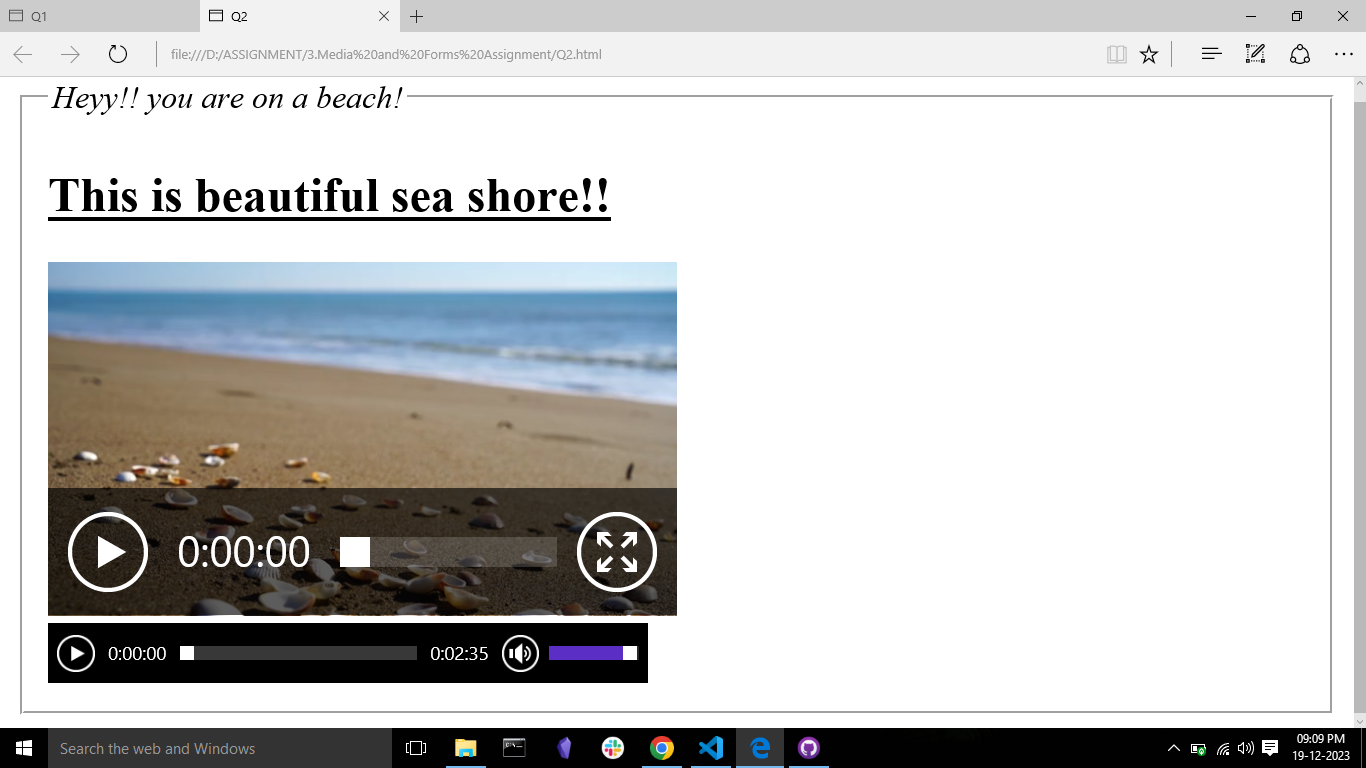 Q1
Q2
file:///D:/ASSIGNMENT/3.Media%20and%20Forms%20Assignment/Q2.html
Heyy!! you are on a beach!
This is beautiful sea shore!!
0:00:00
0:00:00 0:02:35
Search the web and Windows
09:09 PM
19-12-2023